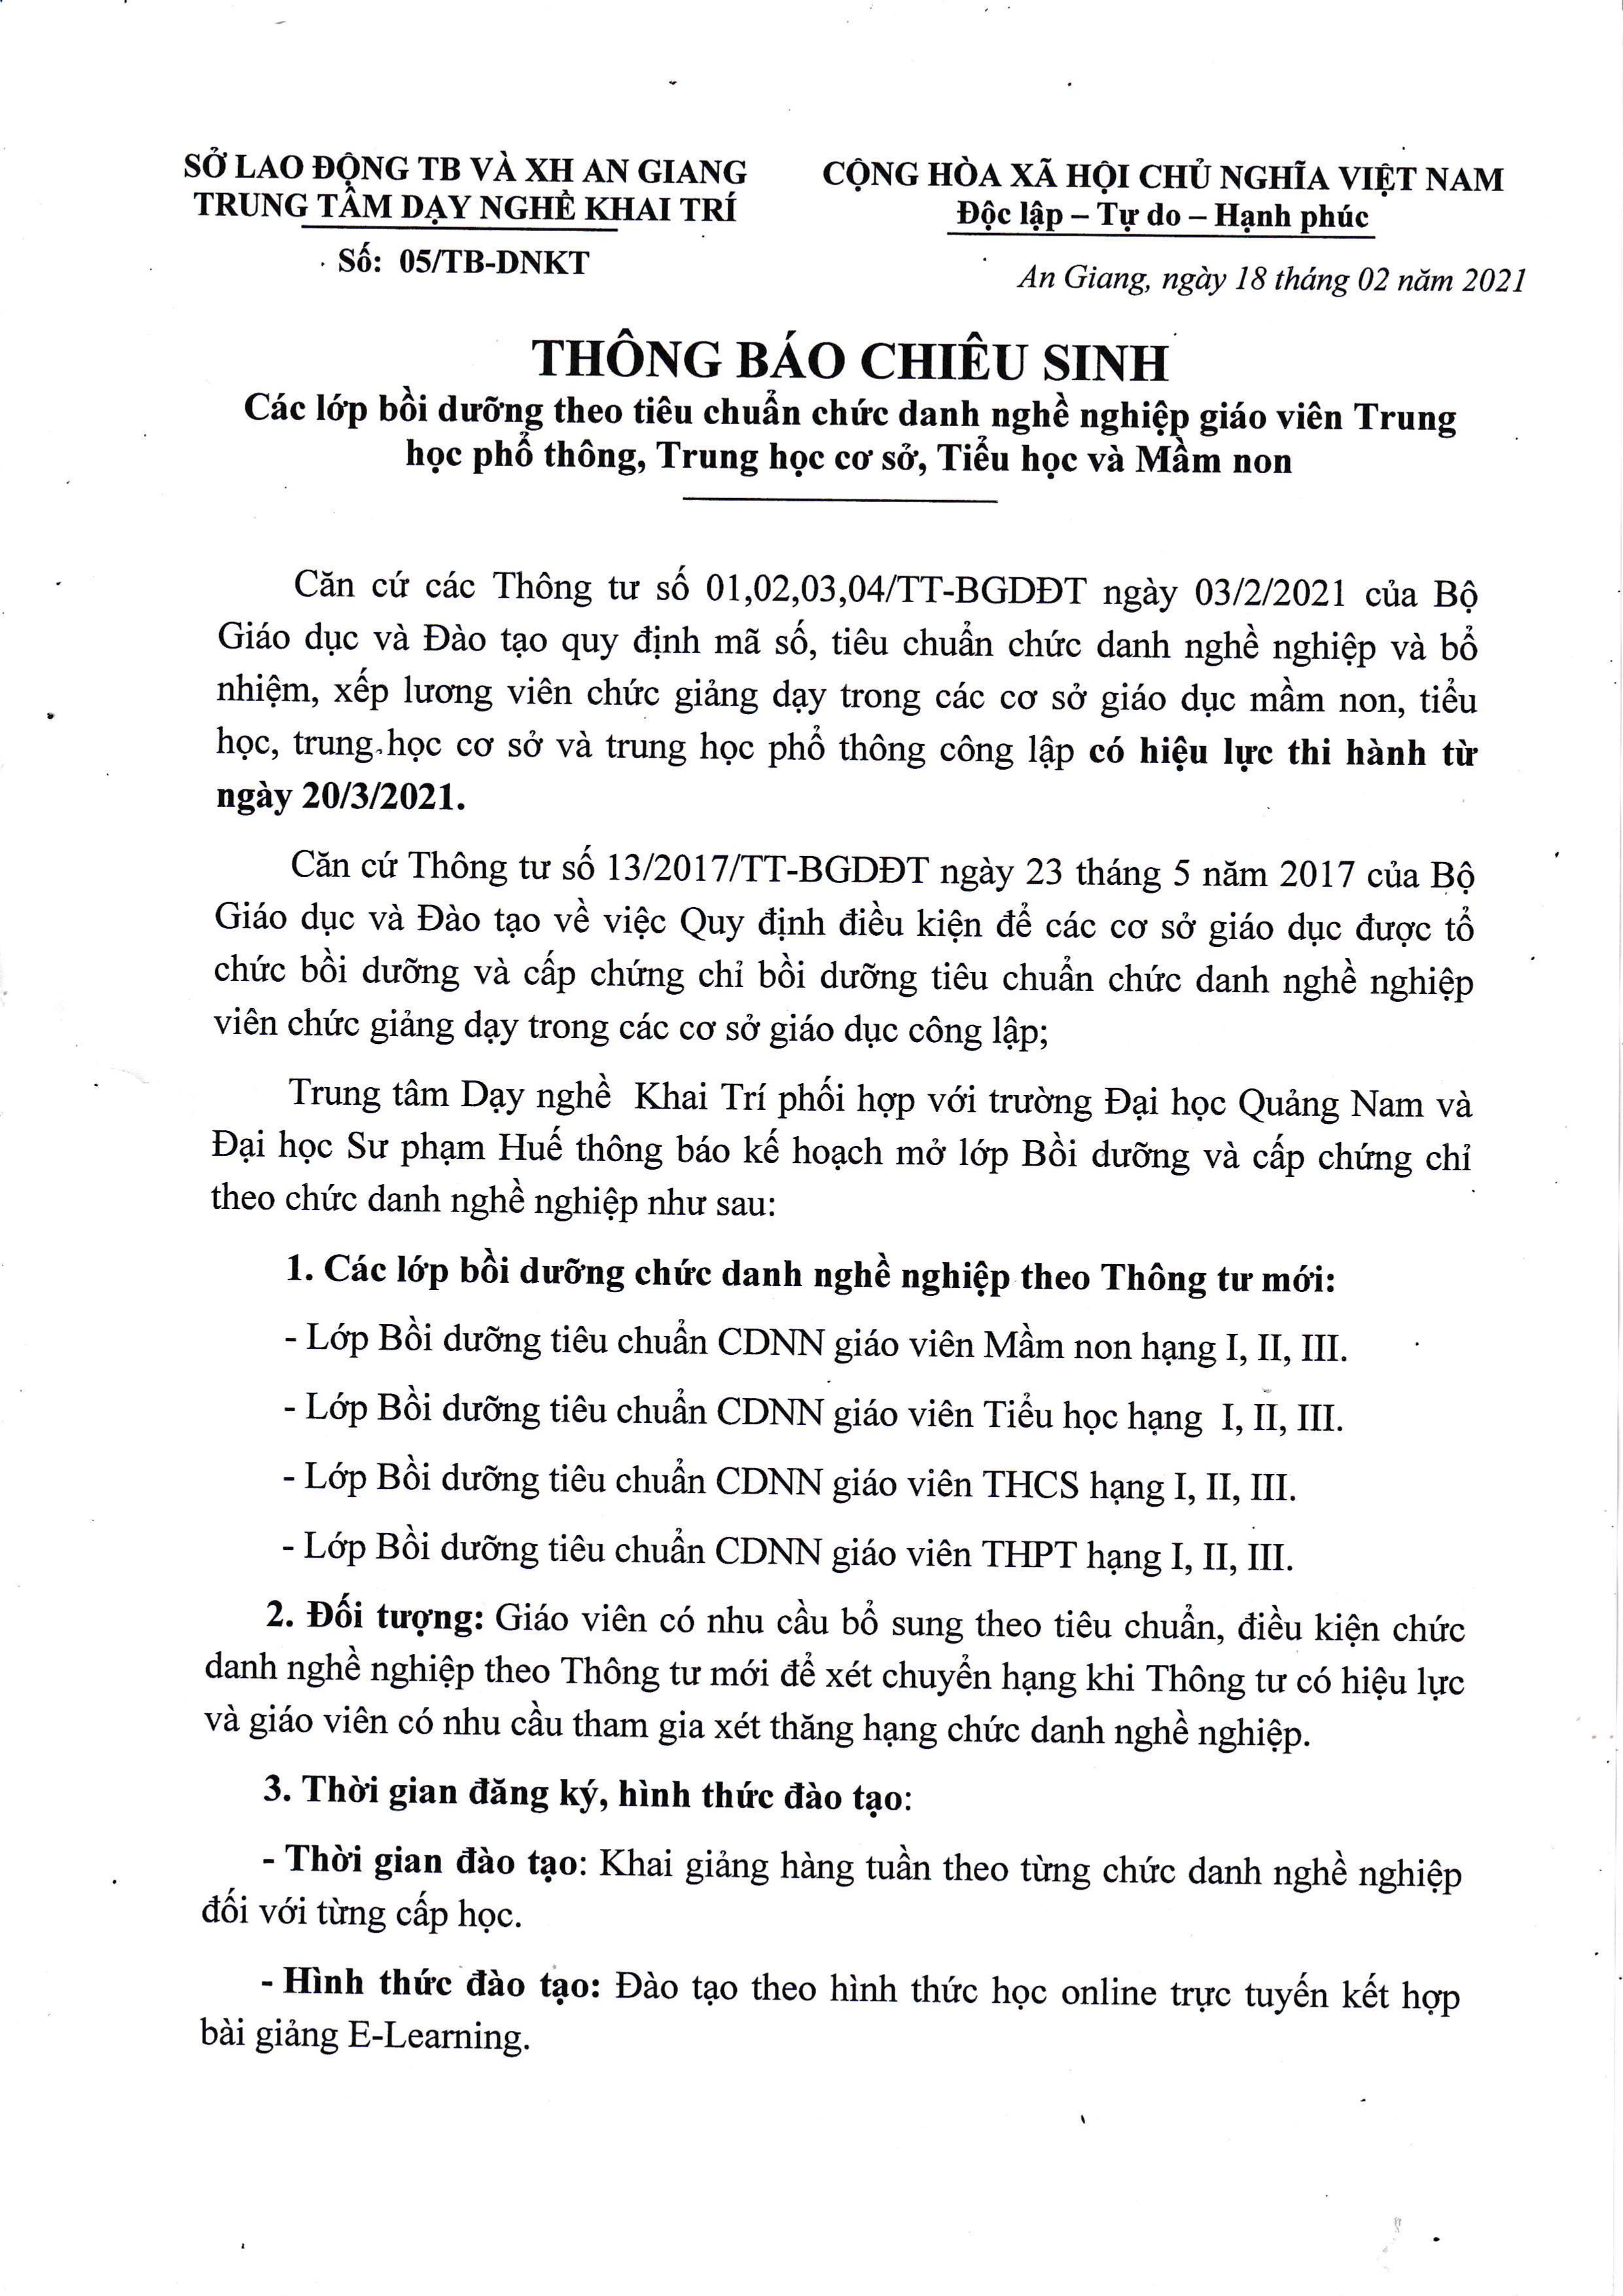 SỞ LAO ĐỘNG TB VÀ XH AN GIANG
TRUNG TÂM DẠY NGHỀ KHAI TRÍ
Số: 05/TB-DNKT
CỘNG HÒA XÃ HỘI CHỦ NGHĨA VIỆT NAM
Độc lập – Tự do – Hạnh phúc
An Giang, ngày 18 tháng 02 năm 2021
THÔNG BÁO CHIÊU SINH
Các lớp bồi dưỡng theo tiêu chuẩn chức danh nghề nghiệp giáo viên Trung
học phổ thông, Trung học cơ sở, Tiểu học và Mầm non
Căn cứ các Thông tư số 01,02,03,04/TT-BGDĐT ngày 03/2/2021 của Bộ
Giáo dục và Đào tạo quy định mã số, tiêu chuẩn chức danh nghề nghiệp và bổ
nhiệm, xếp lương viên chức giảng dạy trong các cơ sở giáo dục mầm non, tiểu
học, trung học cơ sở và trung học phổ thông công lập có hiệu lực thi hành từ
ngày 20/3/2021.
Căn cứ Thông tư số 13/2017/TT-BGDĐT ngày 23 tháng 5 năm 2017 của Bộ
Giáo dục và Đào tạo về việc Quy định điều kiện để các cơ sở giáo dục được tổ
chức bồi dưỡng và cấp chứng chỉ bồi dưỡng tiêu chuẩn chức danh nghề nghiệp
viên chức giảng dạy trong các cơ sở giáo dục công lập;
Trung tâm Dạy nghề Khai Trí phối hợp với trường Đại học Quảng Nam và
Đại học Sư phạm Huế thông báo kế hoạch mở lớp Bồi dưỡng và cấp chứng chỉ
theo chức danh nghề nghiệp như sau:
1. Các lớp bồi dưỡng chức danh nghề nghiệp theo Thông tư mới:
- Lớp Bồi dưỡng tiêu chuẩn CDNN giáo viên Mầm non hạng I, II, III.
- Lớp Bồi dưỡng tiêu chuẩn CDNN giáo viên Tiểu học hạng I, II, III.
- Lớp Bồi dưỡng tiêu chuẩn CDNN giáo viên THCS hạng I, II, III.
- Lớp Bồi dưỡng tiêu chuẩn CDNN giáo viên THPT hạng I, II, III.
2. Đối tượng: Giáo viên có nhu cầu bổ sung theo tiêu chuẩn, điều kiện chức
danh nghề nghiệp theo Thông tư mới để xét chuyển hạng khi Thông tư có hiệu lực
và giáo viên có nhu cầu tham gia xét thăng hạng chức danh nghề nghiệp.
3. Thời gian đăng ký, hình thức đào tạo:
- Thời gian đào tạo: Khai giảng hàng tuần theo từng chức danh nghề nghiệp
đối với từng cấp học.
- Hình thức đào tạo: Đào tạo theo hình thức học online trực tuyến kết hợp
bài giảng E-Learning.